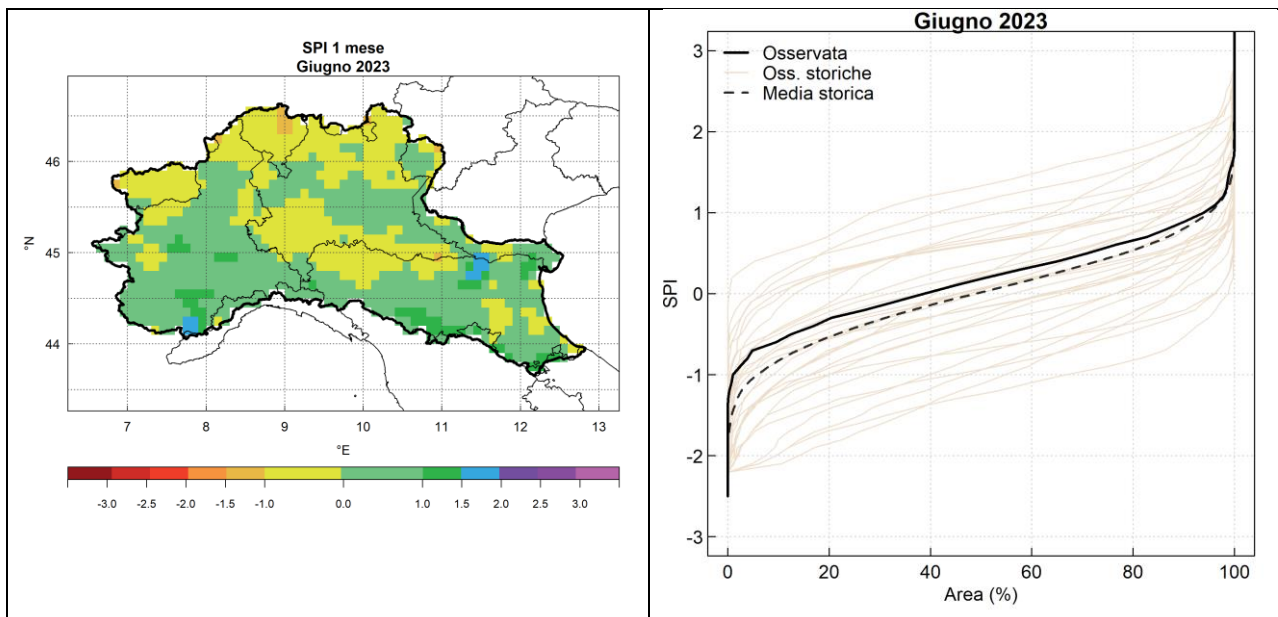 SPI 1 mese
Giugno 2023
46
45
44
°N
7 8 9 10 11 12 13
°E
-3.0 -2.5 -2.0 -1.5 -1.0 0.0 1.0 1.5 2.0 2.5 3.0
Giugno 2023
Osservata
Oss. storiche
Media storica
3
2
1
0
-1
-2
-3
SPI
0 20 40 60 80 100
Area (%)